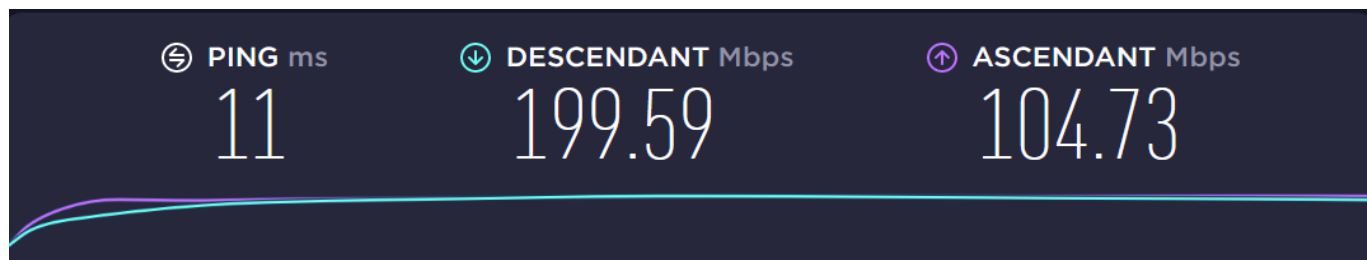 PING ms DESCENDANT Mbps ASCENDANT Mbps
11 199.59 104.73